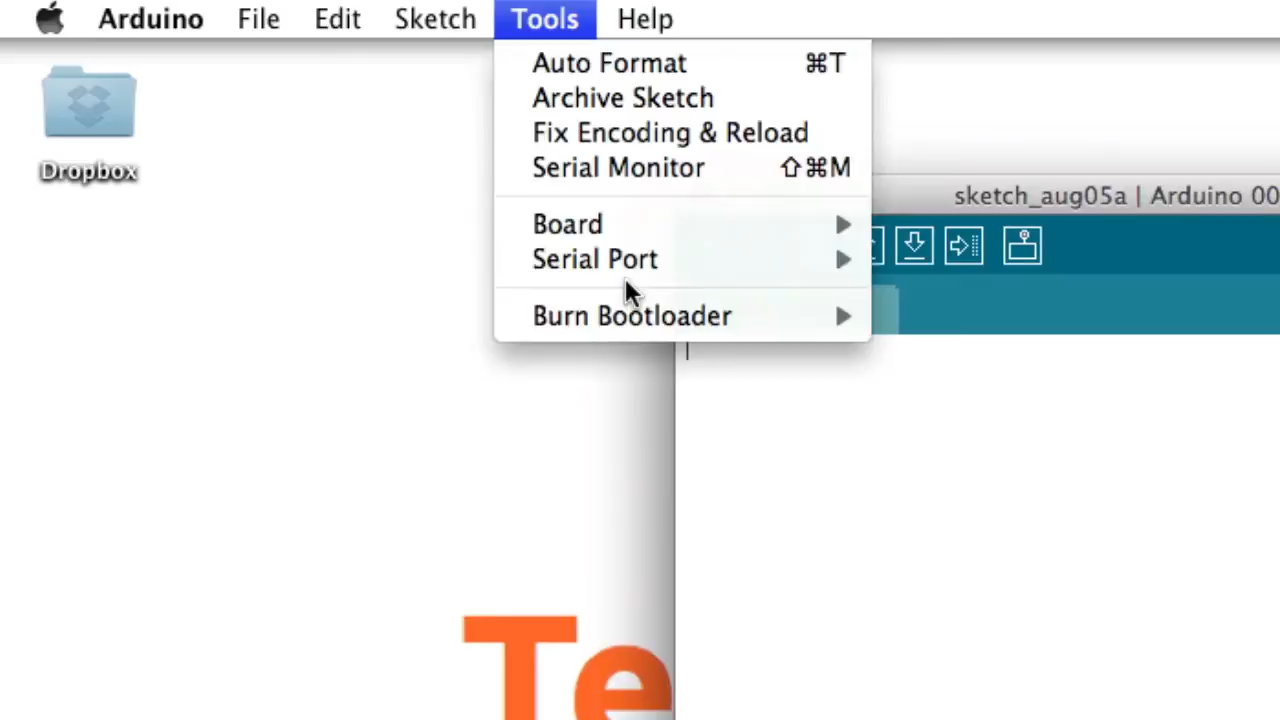 Arduino File Edit Sketch Tools Help
Auto Format ⌘T
Archive Sketch
Fix Encoding & Reload
Serial Monitor ⇧⌘M
Board
Serial Port
Burn Bootloader
Dropbox
sketch_aug05a | Arduino 00
Te